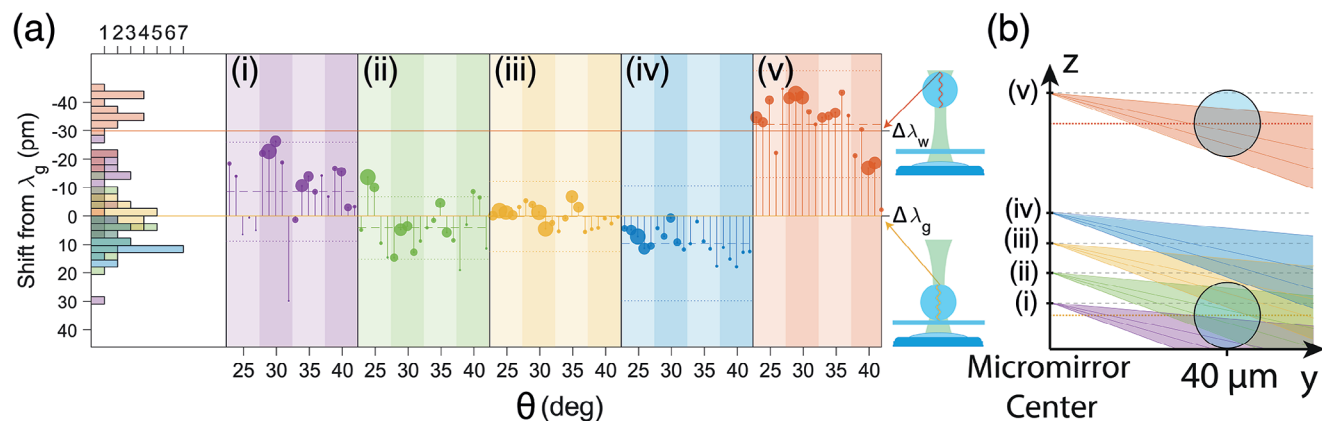 (a)
1234567
Shift from λg (pm)
-40
-30
-20
-10
0
10
20
30
40
(i)
(ii)
(iii)
(iv)
(v)
25 30 35 40 25 30 35 40 25 30 35 40 25 30 35 40 25 30 35 40
θ (deg)
Δλw
Δλg
(b)
z
(v)
(iv)
(iii)
(ii)
(i)
Micromirror
Center
40 μm
y